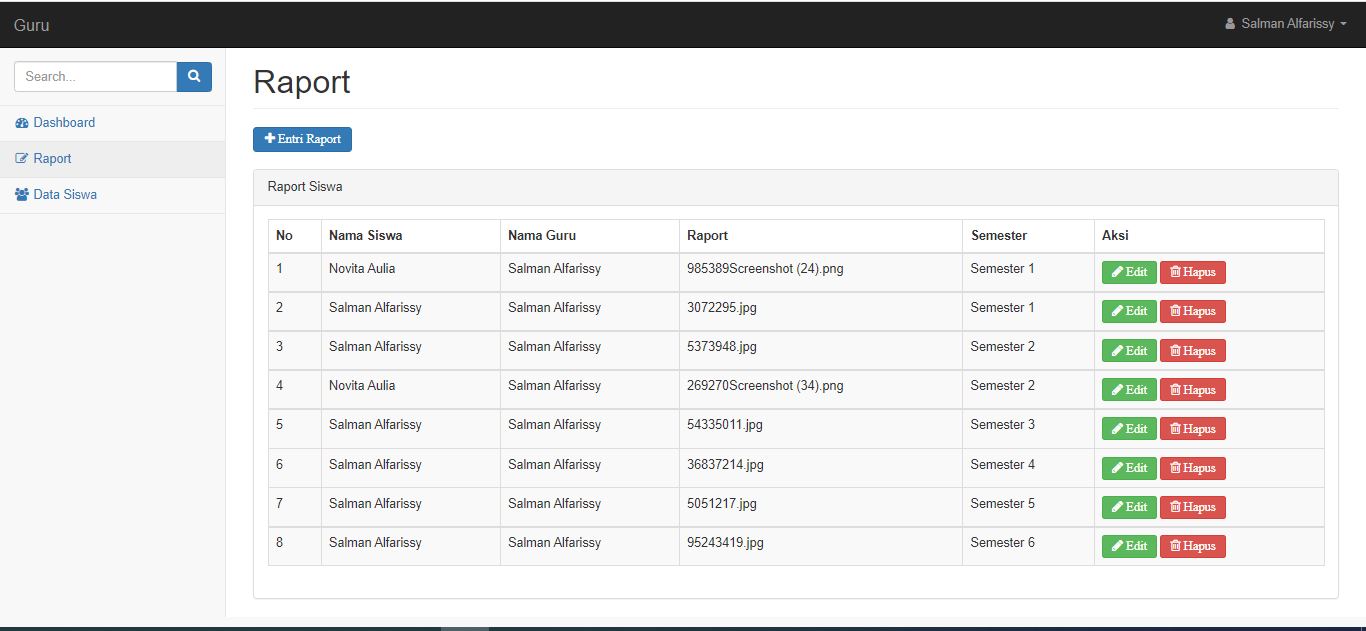 Guru
Salman Alfarissy
Search...
Dashboard
Raport
Data Siswa
Raport
Entri Raport
Raport Siswa
No Nama Siswa Nama Guru Raport Semester Aksi
1 Novita Aulia Salman Alfarissy 985389Screenshot (24).png Semester 1 Edit Hapus
2 Salman Alfarissy Salman Alfarissy 3072295.jpg Semester 1 Edit Hapus
3 Salman Alfarissy Salman Alfarissy 5373948.jpg Semester 2 Edit Hapus
4 Novita Aulia Salman Alfarissy 269270Screenshot (34).png Semester 2 Edit Hapus
5 Salman Alfarissy Salman Alfarissy 54335011.jpg Semester 3 Edit Hapus
6 Salman Alfarissy Salman Alfarissy 36837214.jpg Semester 4 Edit Hapus
7 Salman Alfarissy Salman Alfarissy 5051217.jpg Semester 5 Edit Hapus
8 Salman Alfarissy Salman Alfarissy 95243419.jpg Semester 6 Edit Hapus